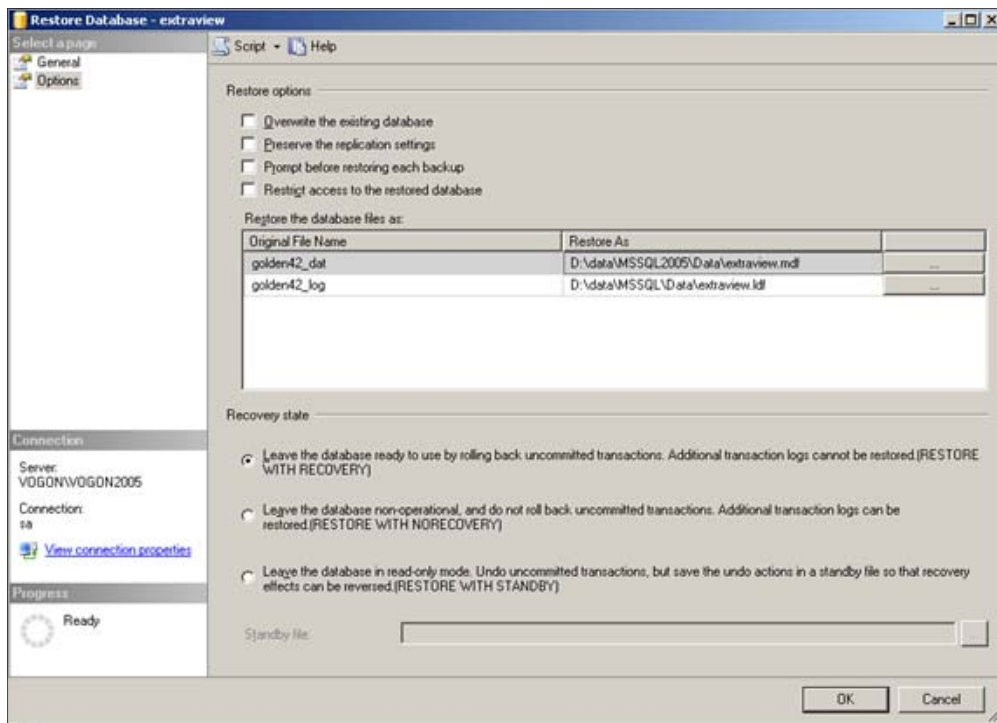 Restore Database - extraview
Select a page
General
Options
Script
Help
Restore options
Overwrite the existing database
Preserve the replication settings
Prompt before restoring each backup
Restrict access to the restored database
Restore the database files as:
Original File Name Restore As
golden42_dat D:\data\MSSQL2005\Data\extraview.mdf ...
golden42_log D:\data\MSSQL\Data\extraview.ldf ...
Recovery state
Leave the database ready to use by rolling back uncommitted transactions. Additional transaction logs cannot be restored.(RESTORE
WITH RECOVERY)
Leave the database non-operational, and do not roll back uncommitted transactions. Additional transaction logs can be
restored.(RESTORE WITH NORECOVERY)
Leave the database in read-only mode. Undo uncommitted transactions, but save the undo actions in a standby file so that recovery
effects can be reversed.(RESTORE WITH STANDBY)
Standby file:
...
Connection
Server:
VOGON\VOGON2005
Connection:
sa
View connection properties
Progress
Ready
OK
Cancel